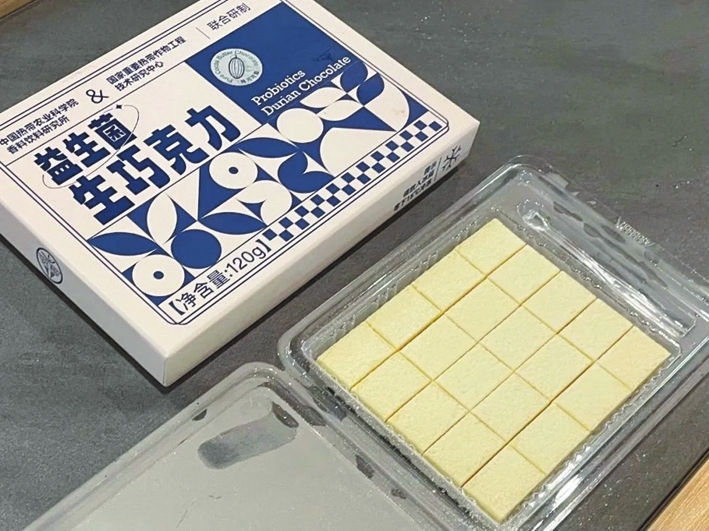 中国热带农业科学院
香料饮料研究所
&
国家重要热带作物工程
技术研究中心
联合研制
益生菌
生巧克力
Probiotics
Durian Chocolate
【净含量:120g】